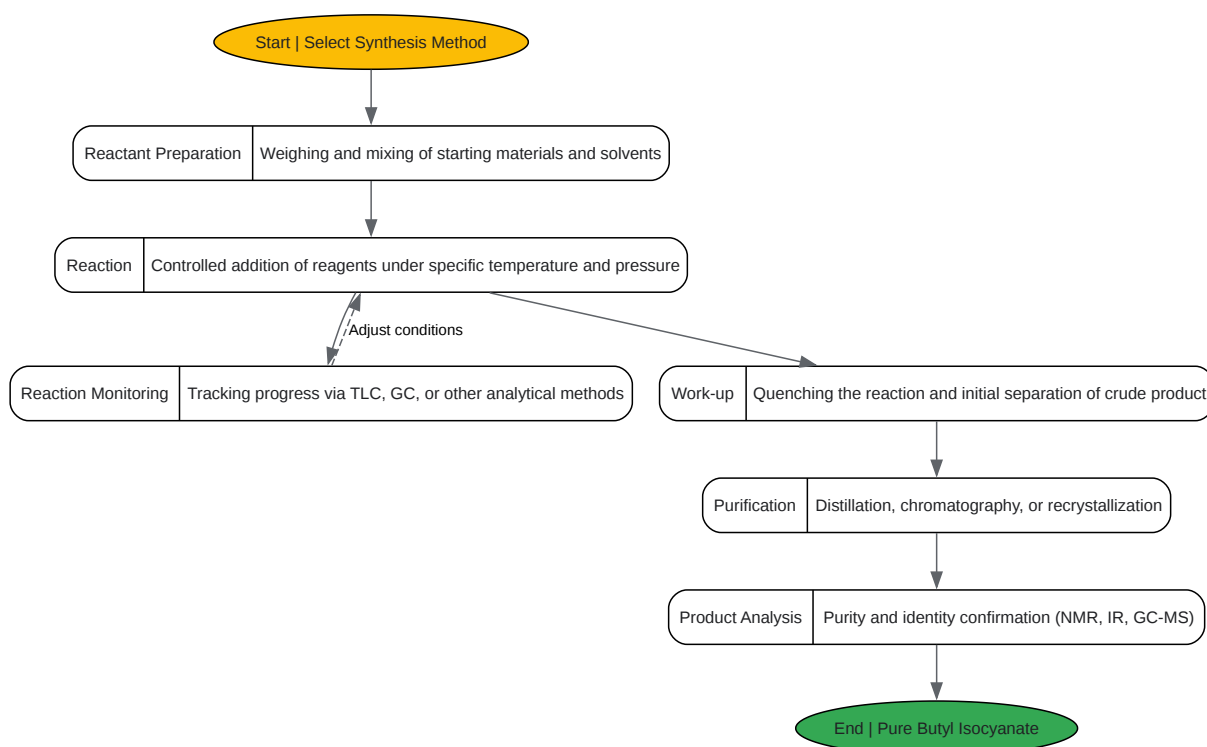 Start | Select Synthesis Method
Reactant Preparation
Weighing and mixing of starting materials and solvents
Reaction
Controlled addition of reagents under specific temperature and pressure
Adjust conditions
Reaction Monitoring
Tracking progress via TLC, GC, or other analytical methods
Work-up
Quenching the reaction and initial separation of crude product
Purification
Distillation, chromatography, or recrystallization
Product Analysis
Purity and identity confirmation (NMR, IR, GC-MS)
End | Pure Butyl Isocyanate